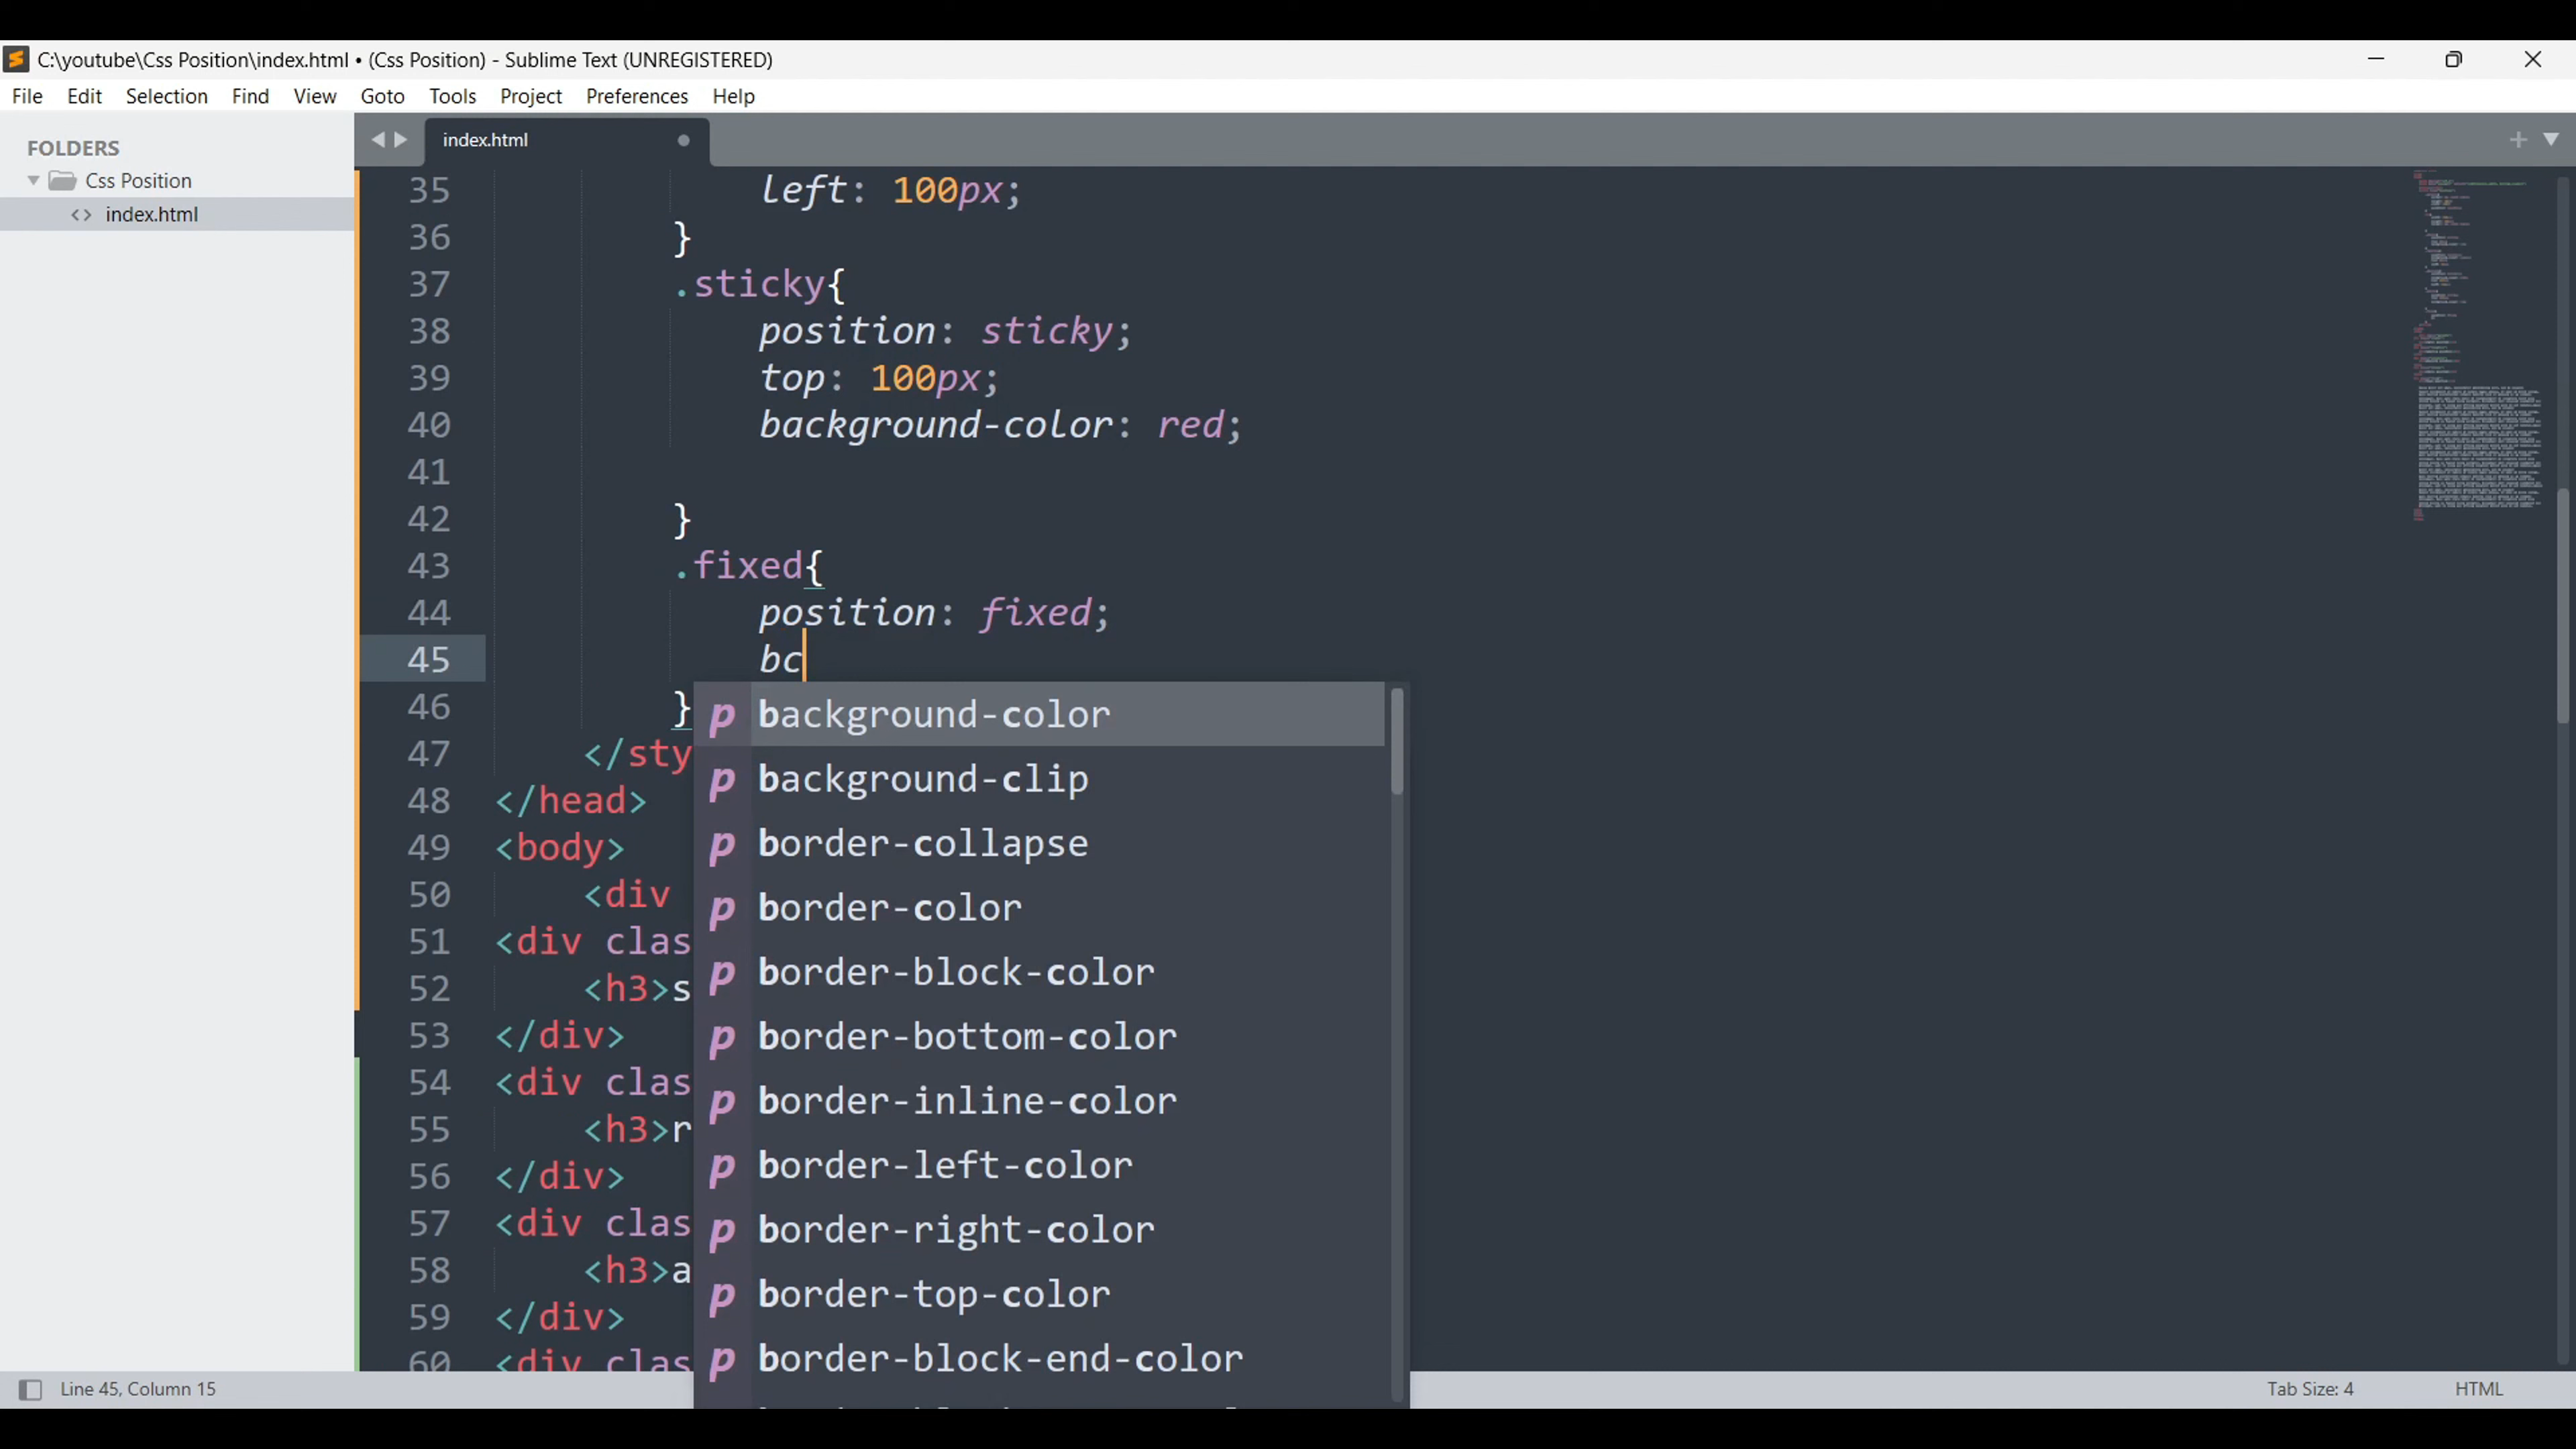 C:\youtube\Css Position\index.html • (Css Position) - Sublime Text (UNREGISTERED)
File Edit Selection Find View Goto Tools Project Preferences Help
FOLDERS
Css Position
<> index.html
index.html
35 left: 100px;
36 }
37 .sticky{
38 position: sticky;
39 top: 100px;
40 background-color: red;
41
42 }
43 .fixed{
44 position: fixed;
45 bc
46 }
47 </sty
48 </head>
49 <body>
50 <div
51 <div clas
52 <h3>s
53 </div>
54 <div clas
55 <h3>r
56 </div>
57 <div clas
58 <h3>a
59 </div>
60 <div clas
p background-color
p background-clip
p border-collapse
p border-color
p border-block-color
p border-bottom-color
p border-inline-color
p border-left-color
p border-right-color
p border-top-color
p border-block-end-color
Line 45, Column 15
Tab Size: 4
HTML